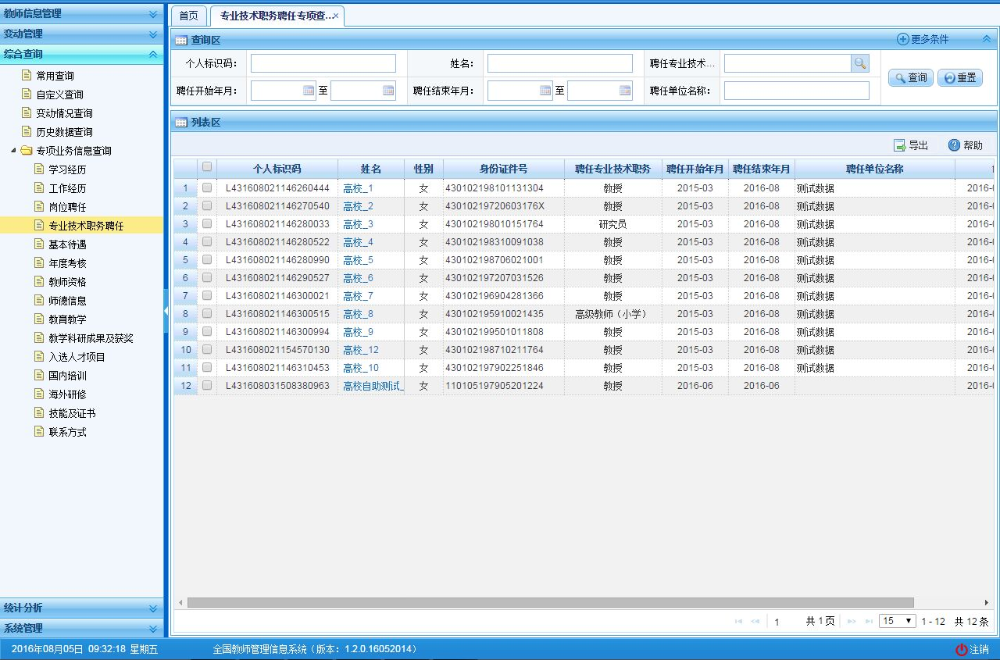 教师信息管理
变动管理
综合查询
常用查询
自定义查询
变动情况查询
历史数据查询
专项业务信息查询
学习经历
工作经历
岗位聘任
专业技术职务聘任
基本待遇
年度考核
教师资格
师德信息
教育教学
教学科研成果及获奖
入选人才项目
国内培训
海外研修
技能及证书
联系方式
统计分析
系统管理
首页 专业技术职务聘任专项查...×
查询区 更多条件
个人标识码： 姓名： 聘任专业技术...
聘任开始年月： 至 聘任结束年月： 至 聘任单位名称：
查询 重置
列表区
导出 帮助
个人标识码 姓名 性别 身份证件号 聘任专业技术职务 聘任开始年月 聘任结束年月 聘任单位名称
1 L431608021146260444 高校_1 女 430102198101131304 教授 2015-03 2016-08 测试数据 2016-0
2 L431608021146270540 高校_2 女 43010219720603176X 教授 2015-03 2016-08 测试数据 2016-0
3 L431608021146280033 高校_3 女 430102198010151764 研究员 2015-03 2016-08 测试数据 2016-0
4 L431608021146280522 高校_4 女 430102198310091038 教授 2015-03 2016-08 测试数据 2016-0
5 L431608021146280990 高校_5 女 430102198706021001 教授 2015-03 2016-08 测试数据 2016-0
6 L431608021146290527 高校_6 女 430102197207031526 教授 2015-03 2016-08 测试数据 2016-0
7 L431608021146300021 高校_7 女 430102196904281366 教授 2015-03 2016-08 测试数据 2016-0
8 L431608021146300515 高校_8 女 430102195910021435 高级教师（小学） 2015-03 2016-08 测试数据 2016-0
9 L431608021146300994 高校_9 女 430102199501011808 教授 2015-03 2016-08 测试数据 2016-0
10 L431608021154570130 高校_12 女 430102198710211764 教授 2015-03 2016-08 测试数据 2016-0
11 L431608021146310453 高校_10 女 430102197902251846 教授 2015-03 2016-08 测试数据 2016-0
12 L431608031508380963 高校自助测试_ 女 110105197905201224 教授 2016-06 2016-06 2016-0
1 共 1 页 15 1 - 12 共 12 条
2016年08月05日 09:32:18 星期五 全国教师管理信息系统（版本：1.2.0.16052014） 注销